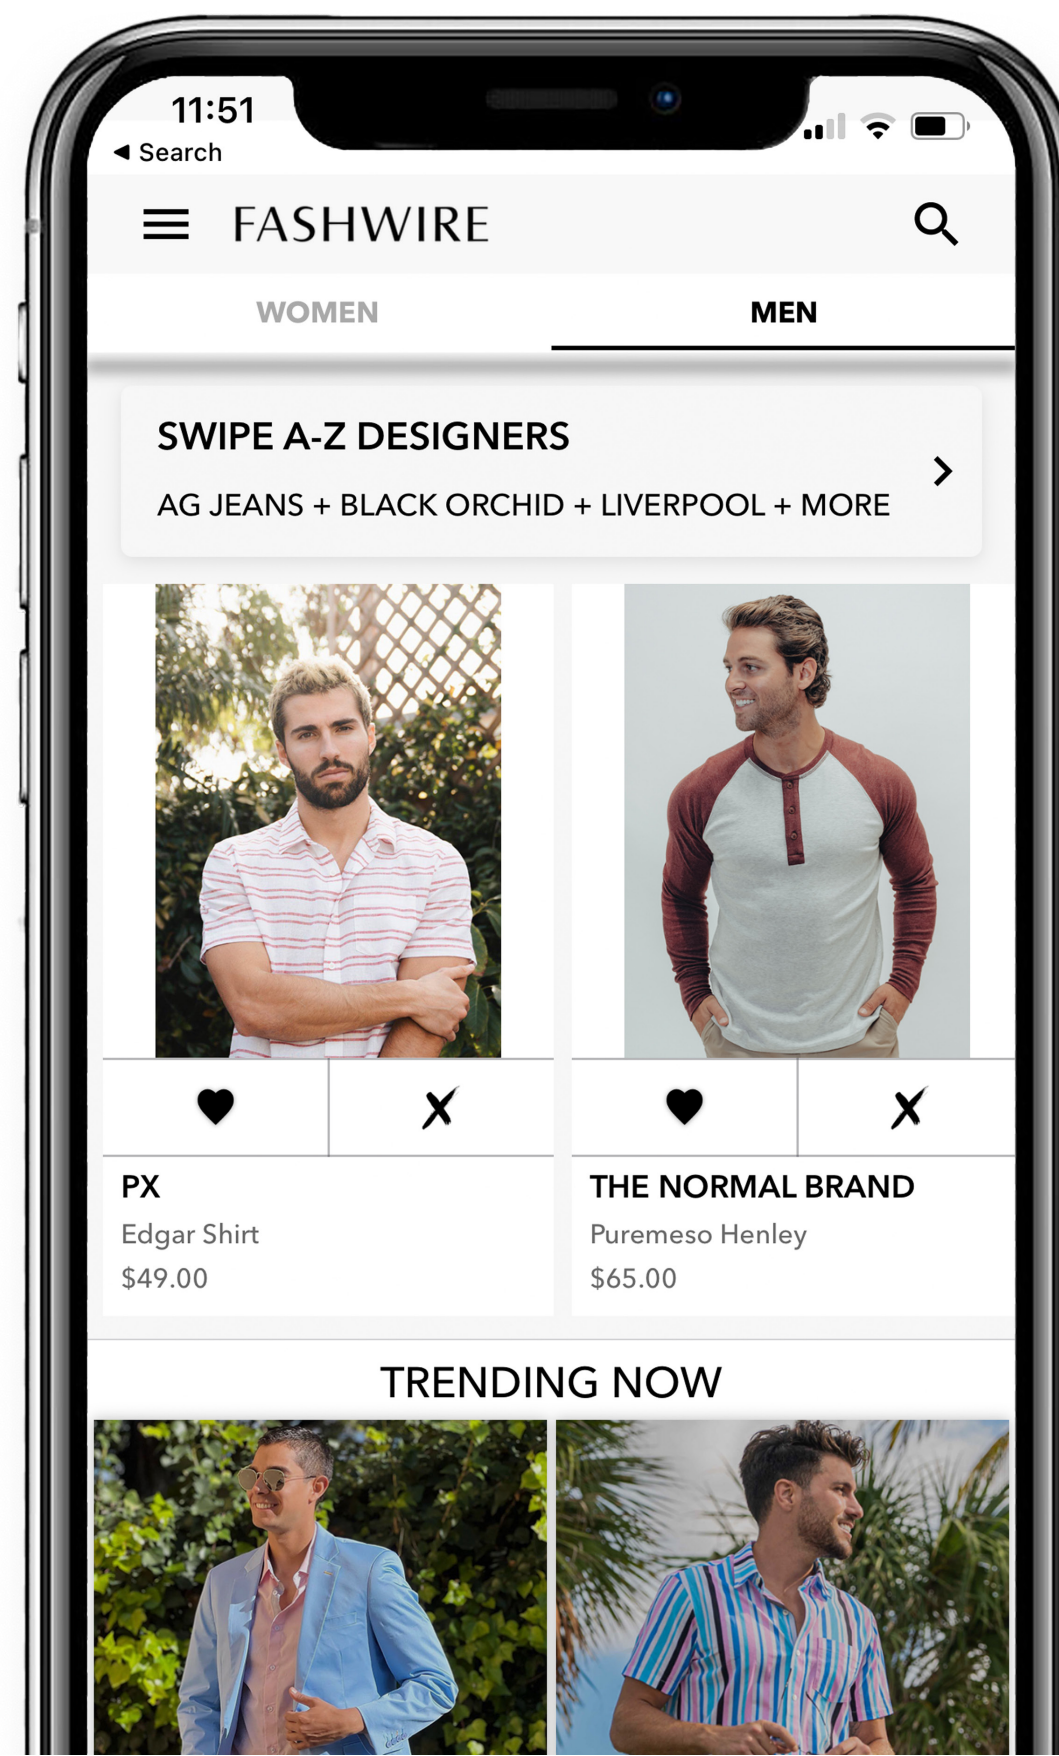 11:51
◀ Search
FASHWIRE
WOMEN
MEN
SWIPE A-Z DESIGNERS
AG JEANS + BLACK ORCHID + LIVERPOOL + MORE
PX
Edgar Shirt
$49.00
THE NORMAL BRAND
Puremeso Henley
$65.00
TRENDING NOW